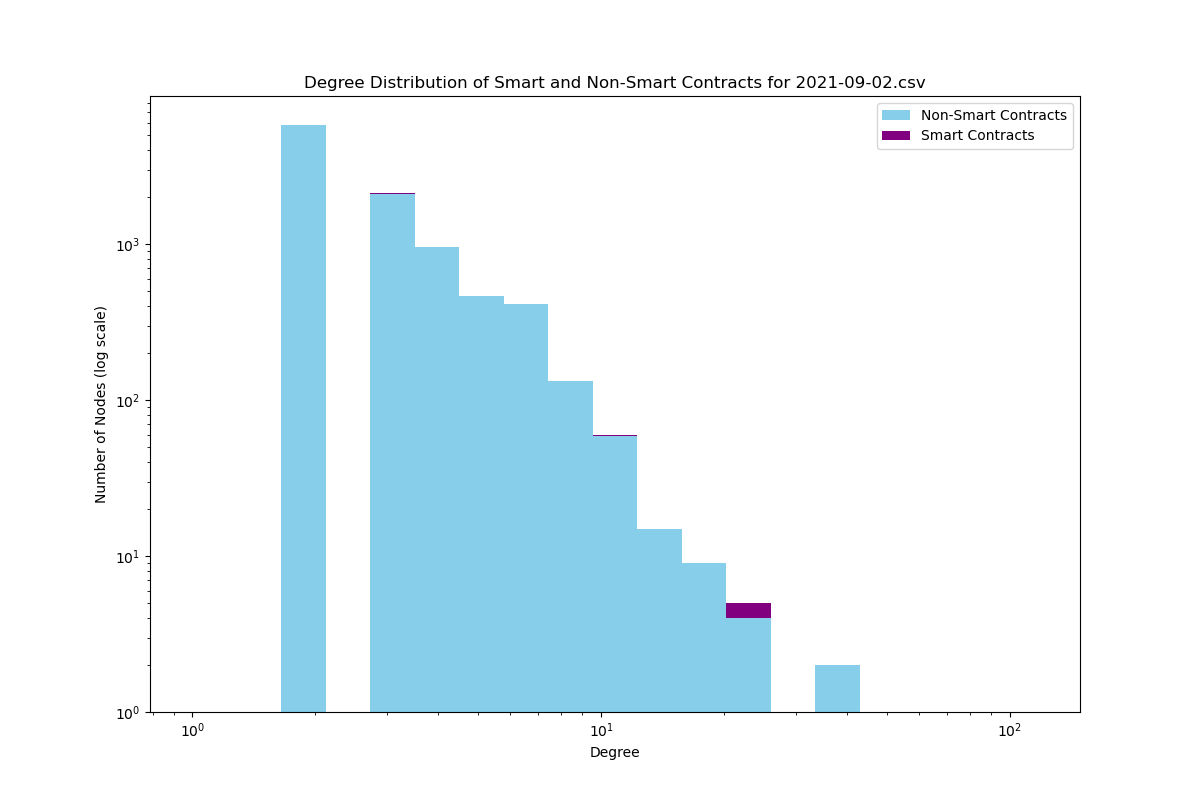 Degree Distribution of Smart and Non-Smart Contracts for 2021-09-02.csv
Non-Smart Contracts
Smart Contracts
Number of Nodes (log scale)
10³
10²
10¹
10⁰
10⁰ 10¹ 10²
Degree